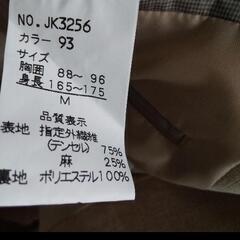 NO.JK3256
カラー 93
サイズ
胸囲 88～ 96
身長 165～175
M
品質表示
表地 指定外繊維
(テンセル) 75%
麻 25%
裏地 ポリエステル100%